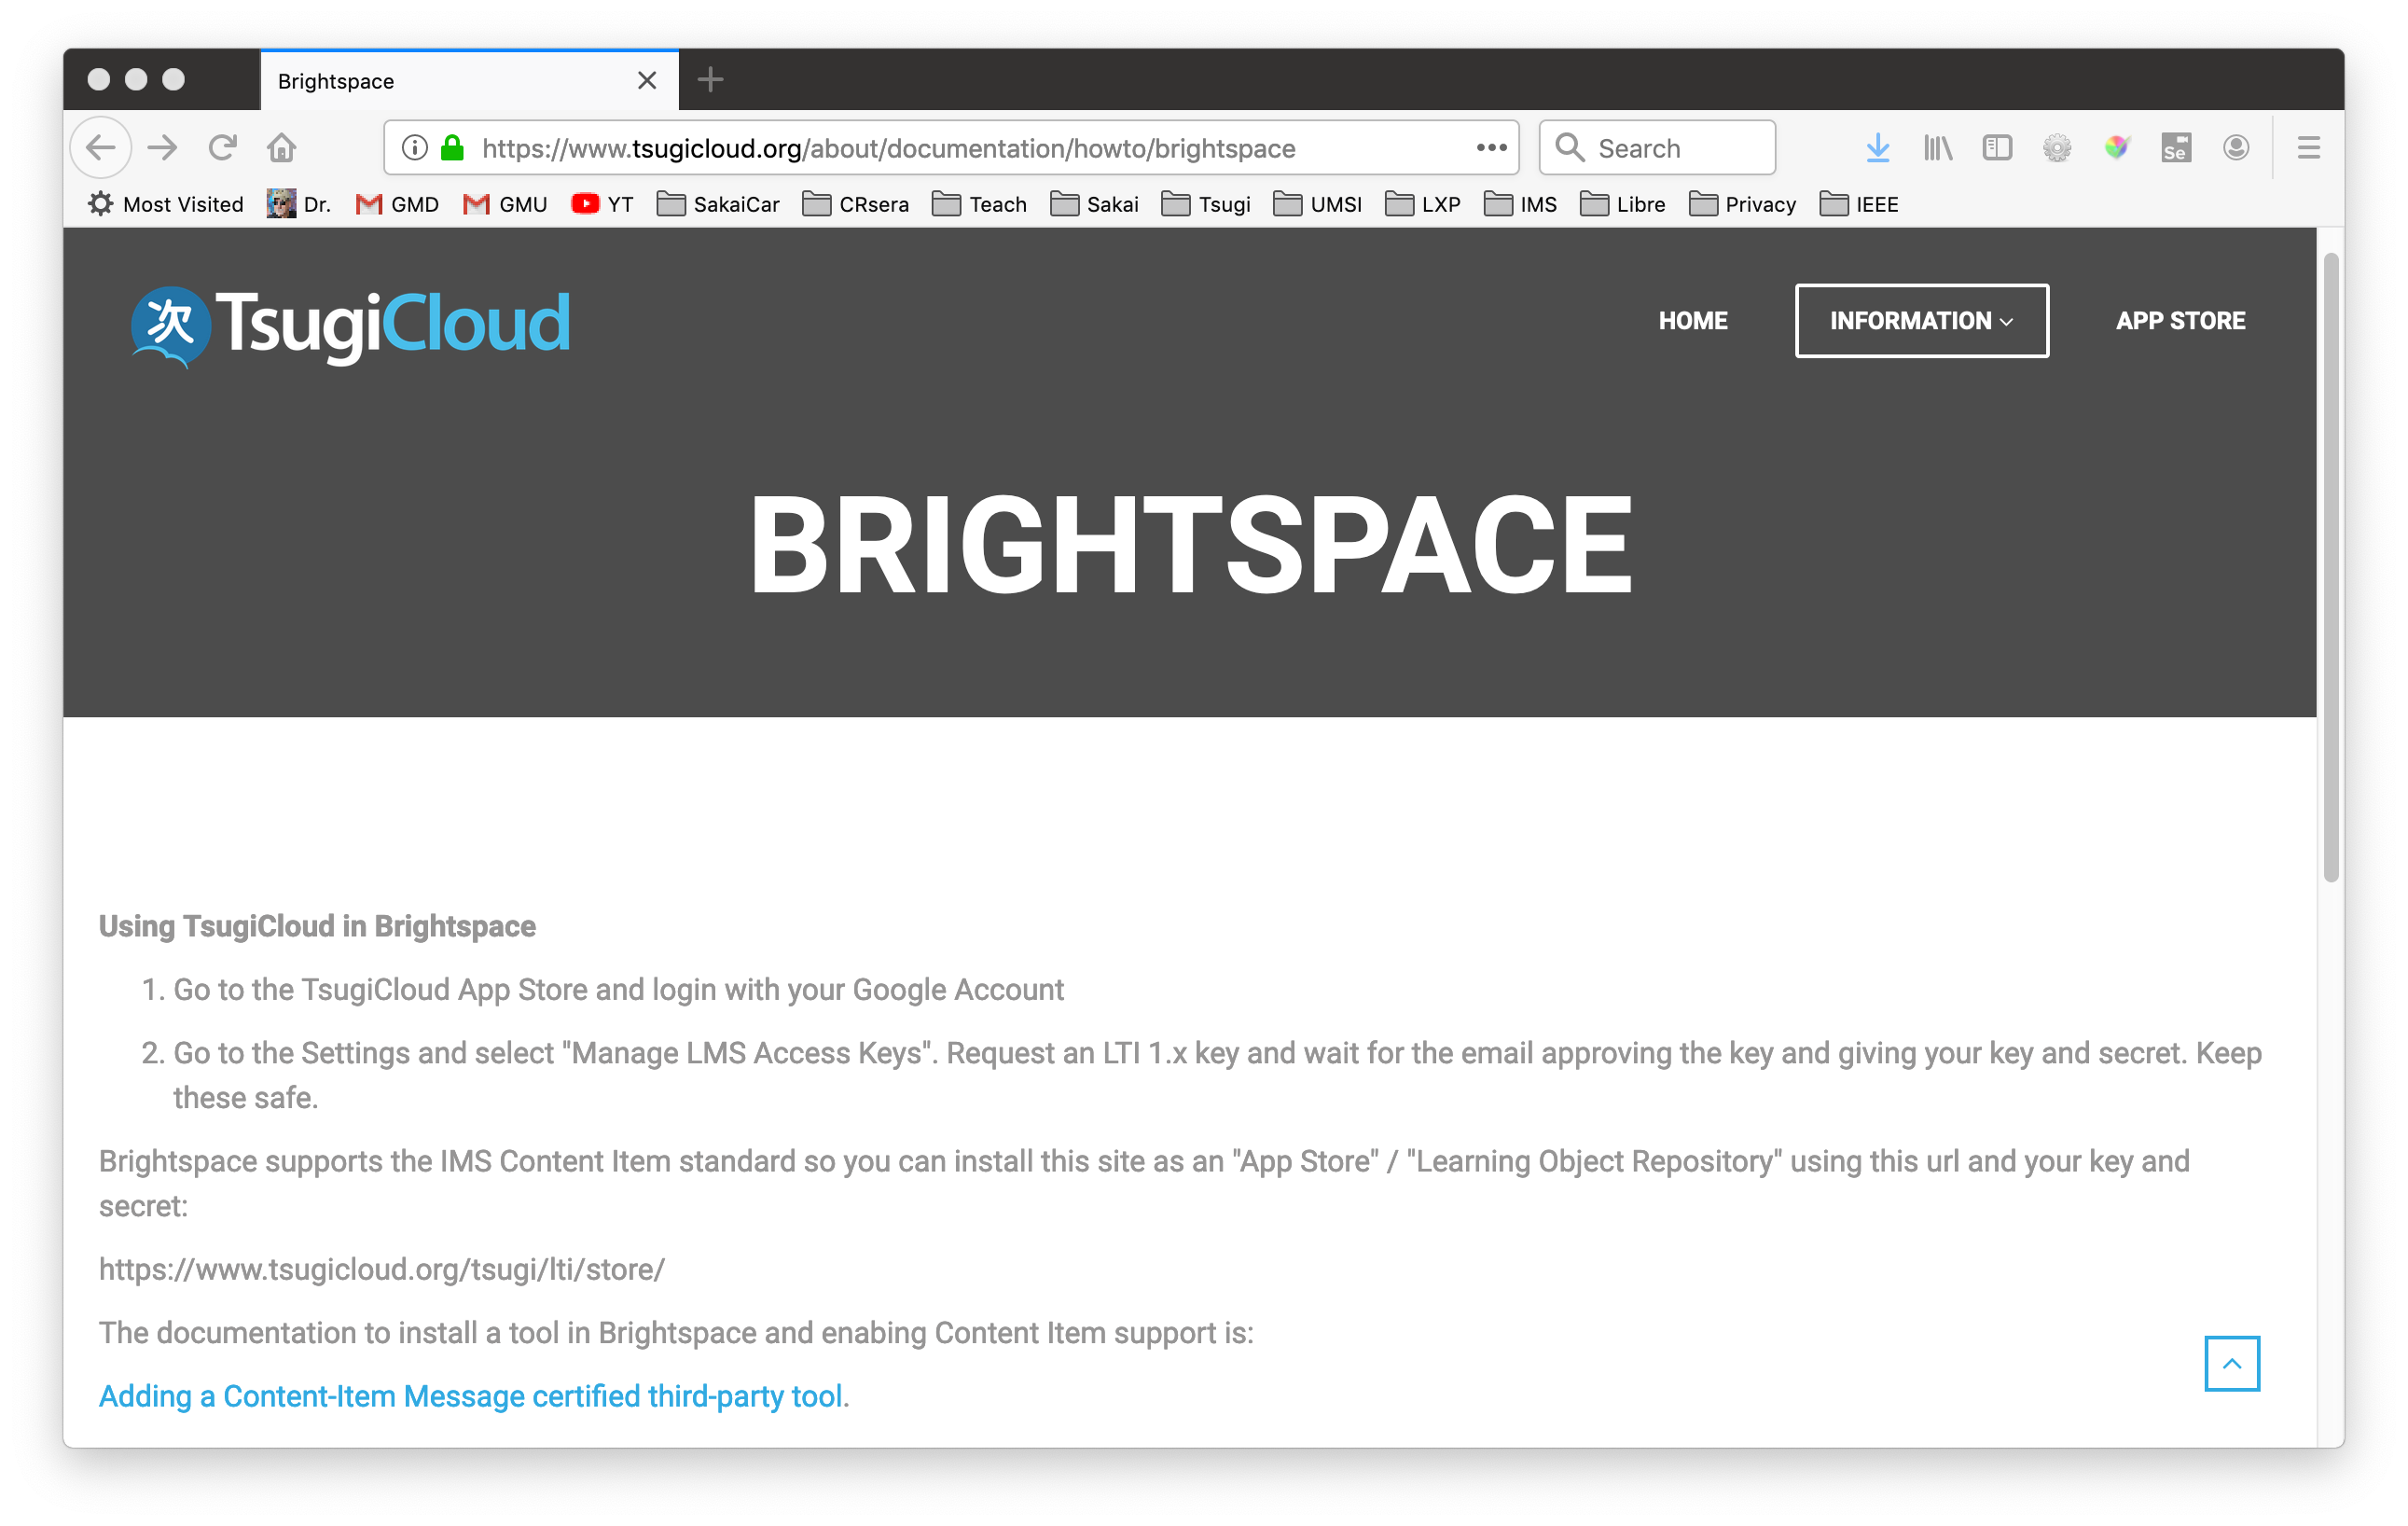 Brightspace
https://www.tsugicloud.org/about/documentation/howto/brightspace
Search
Most Visited Dr. GMD GMU YT SakaiCar CRsera Teach Sakai Tsugi UMSI LXP IMS Libre Privacy IEEE
次 TsugiCloud
HOME INFORMATION APP STORE
BRIGHTSPACE
Using TsugiCloud in Brightspace
1. Go to the TsugiCloud App Store and login with your Google Account
2. Go to the Settings and select "Manage LMS Access Keys". Request an LTI 1.x key and wait for the email approving the key and giving your key and secret. Keep
these safe.
Brightspace supports the IMS Content Item standard so you can install this site as an "App Store" / "Learning Object Repository" using this url and your key and
secret:
https://www.tsugicloud.org/tsugi/lti/store/
The documentation to install a tool in Brightspace and enabing Content Item support is:
Adding a Content-Item Message certified third-party tool.